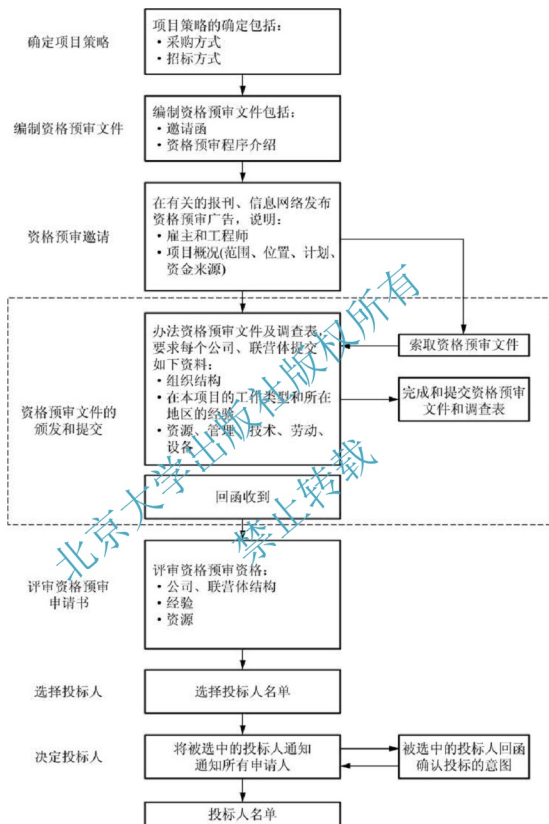 确定项目策略
项目策略的确定包括：
• 采购方式
• 招标方式
编制资格预审文件
编制资格预审文件包括：
• 邀请函
• 资格预审程序介绍
资格预审邀请
在有关的报刊、信息网络发布
资格预审广告，说明：
• 雇主和工程师
• 项目概况(范围、位置、计划、
资金来源)
资格预审文件的
颁发和提交
办法资格预审文件及调查表，
要求每个公司、联营体提交
如下资料：
• 组织结构
• 在本项目的工作类型和所在
地区的经验
• 资源、管理、技术、劳动、
设备
索取资格预审文件
完成和提交资格预审
文件和调查表
回函收到
评审资格预审
申请书
评审资格预审资格：
• 公司、联营体结构
• 经验
• 资源
选择投标人
选择投标人名单
决定投标人
将被选中的投标人通知
通知所有申请人
被选中的投标人回函
确认投标的意图
投标人名单
北京大学出版社版权所有
禁止转载